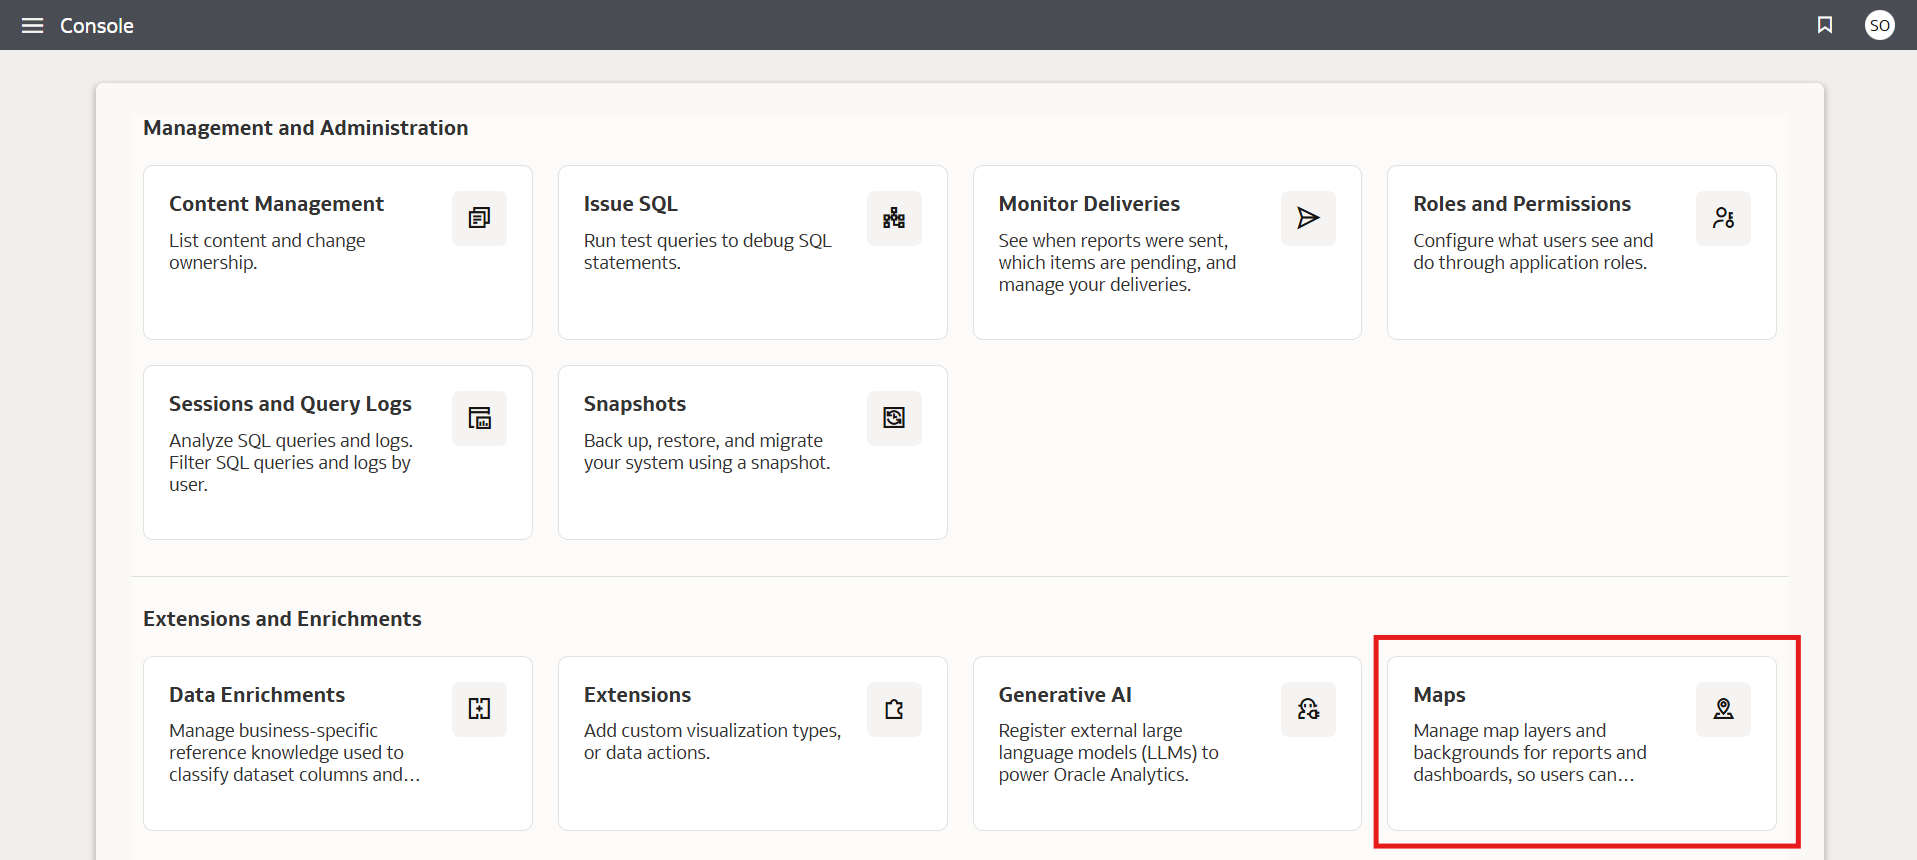 Console
SO
Management and Administration
Content Management
List content and change
ownership.
Issue SQL
Run test queries to debug SQL
statements.
Monitor Deliveries
See when reports were sent,
which items are pending, and
manage your deliveries.
Roles and Permissions
Configure what users see and
do through application roles.
Sessions and Query Logs
Analyze SQL queries and logs.
Filter SQL queries and logs by
user.
Snapshots
Back up, restore, and migrate
your system using a snapshot.
Extensions and Enrichments
Data Enrichments
Manage business-specific
reference knowledge used to
classify dataset columns and...
Extensions
Add custom visualization types,
or data actions.
Generative AI
Register external large
language models (LLMs) to
power Oracle Analytics.
Maps
Manage map layers and
backgrounds for reports and
dashboards, so users can...